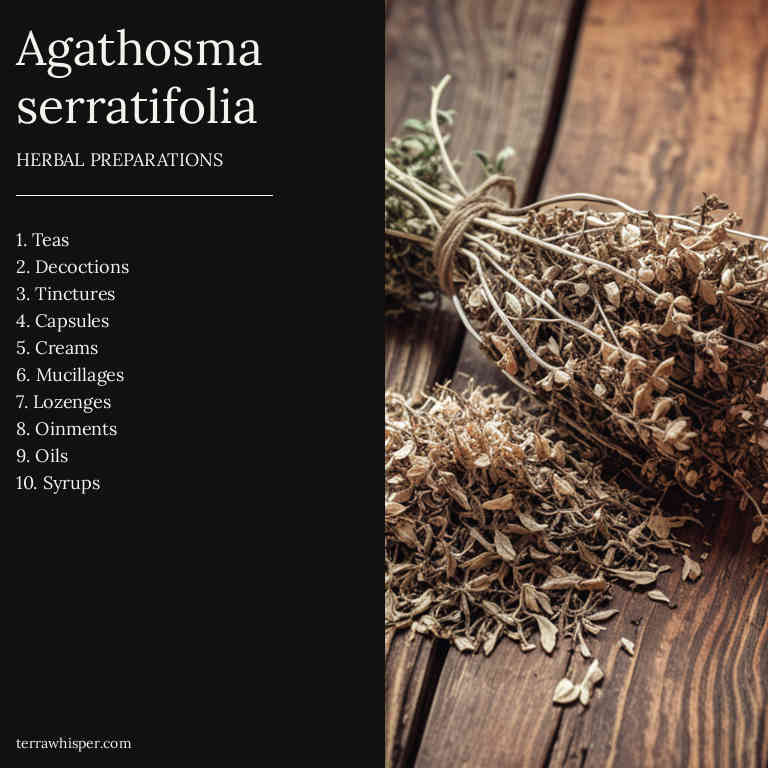 Agathosma
serratifolia
HERBAL PREPARATIONS
1. Teas
2. Decoctions
3. Tinctures
4. Capsules
5. Creams
6. Mucillages
7. Lozenges
8. Oinments
9. Oils
10. Syrups
terrawhisper.com